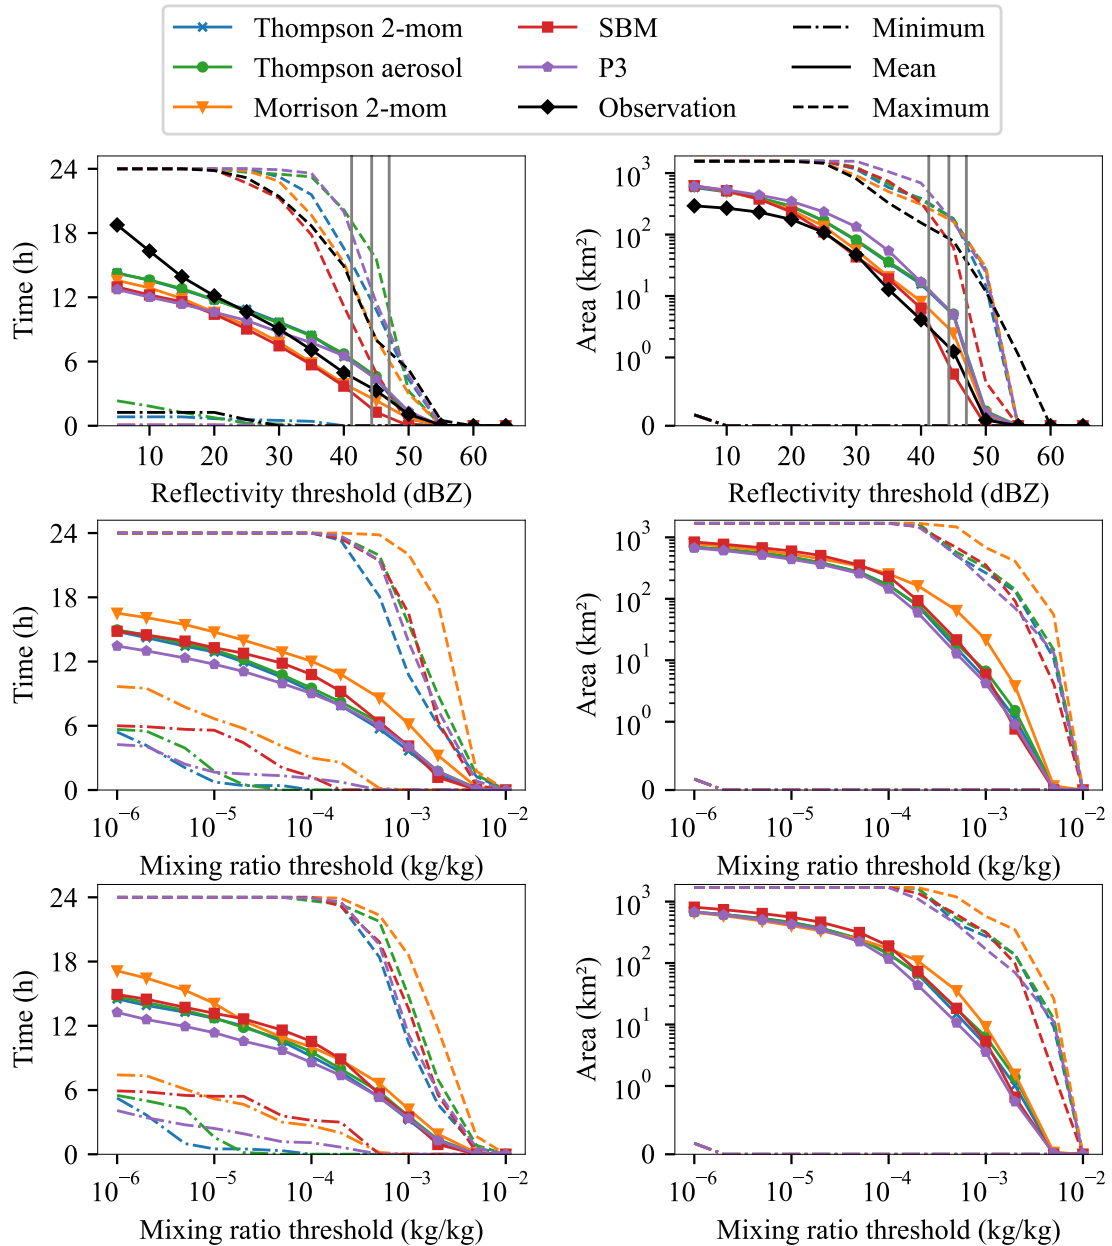 Thompson 2-mom SBM Minimum
Thompson aerosol P3 Mean
Morrison 2-mom Observation Maximum
24
18
12
6
0
Time (h)
10 20 30 40 50 60
Reflectivity threshold (dBZ)
10³
10²
10¹
10⁰
0
Area (km²)
10 20 30 40 50 60
Reflectivity threshold (dBZ)
24
18
12
6
0
Time (h)
10⁻⁶ 10⁻⁵ 10⁻⁴ 10⁻³ 10⁻²
Mixing ratio threshold (kg/kg)
10³
10²
10¹
10⁰
0
Area (km²)
10⁻⁶ 10⁻⁵ 10⁻⁴ 10⁻³ 10⁻²
Mixing ratio threshold (kg/kg)
24
18
12
6
0
Time (h)
10⁻⁶ 10⁻⁵ 10⁻⁴ 10⁻³ 10⁻²
Mixing ratio threshold (kg/kg)
10³
10²
10¹
10⁰
0
Area (km²)
10⁻⁶ 10⁻⁵ 10⁻⁴ 10⁻³ 10⁻²
Mixing ratio threshold (kg/kg)